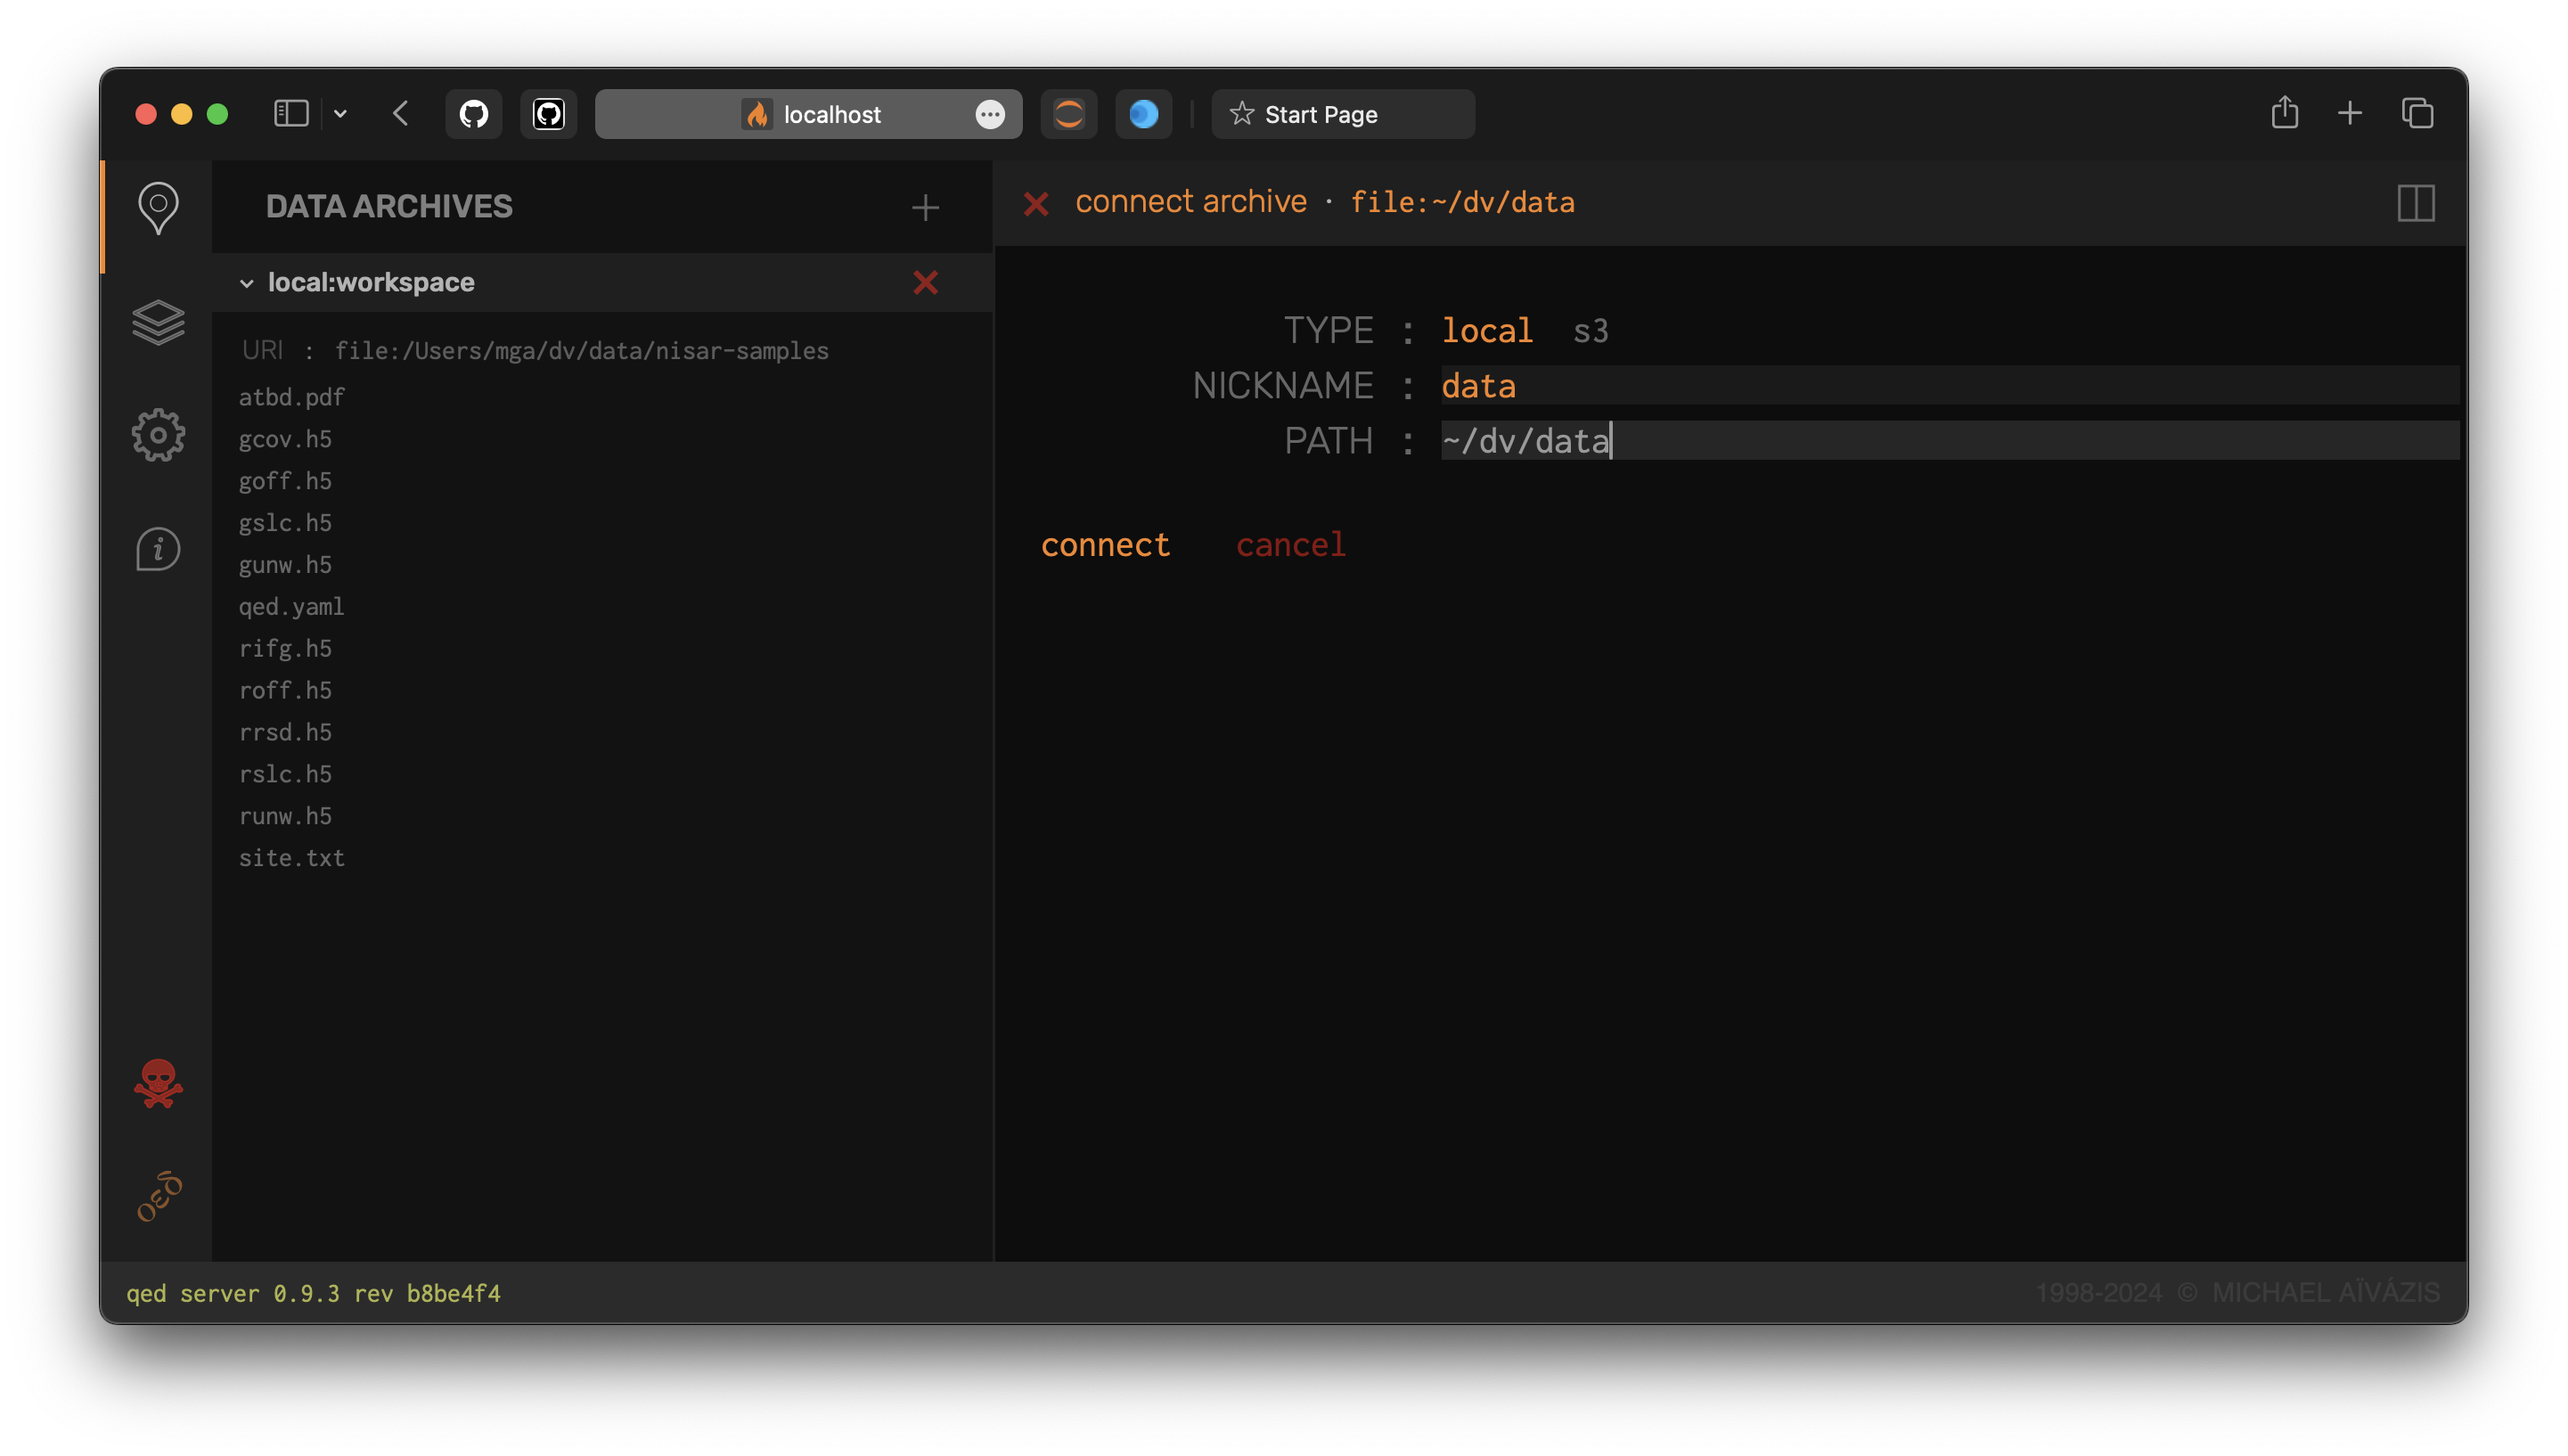 localhost
Start Page
DATA ARCHIVES
local:workspace
URI : file:/Users/mga/dv/data/nisar-samples
atbd.pdf
gcov.h5
goff.h5
gslc.h5
gunw.h5
qed.yaml
rifg.h5
roff.h5
rrsd.h5
rslc.h5
runw.h5
site.txt
connect archive · file:~/dv/data
TYPE : local s3
NICKNAME : data
PATH : ~/dv/data
connect cancel
οεδ
qed server 0.9.3 rev b8be4f4
1998-2024 © MICHAEL AÏVÁZIS